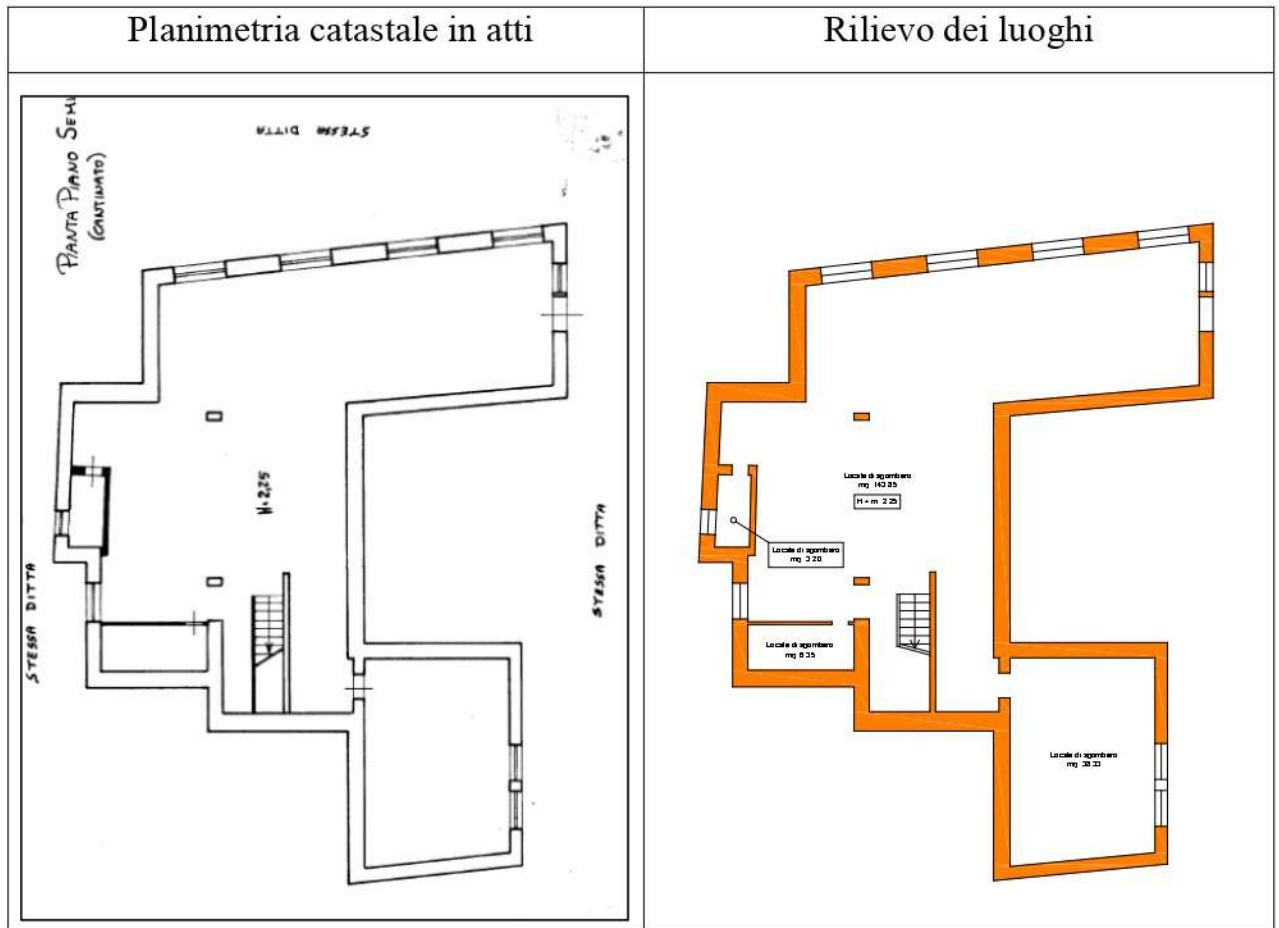 Planimetria catastale in atti
Rilievo dei luoghi
PIANTA PIANO SEMI
(CANTINATO)
STESSA DITTA
H=2,25
STESSA DITTA
STESSA DITTA
Locale di sgombero
mq 143.85
H = m 2.25
Locale di sgombero
mq 3.20
Locale di sgombero
mq 8.35
Locale di sgombero
mq 38.33